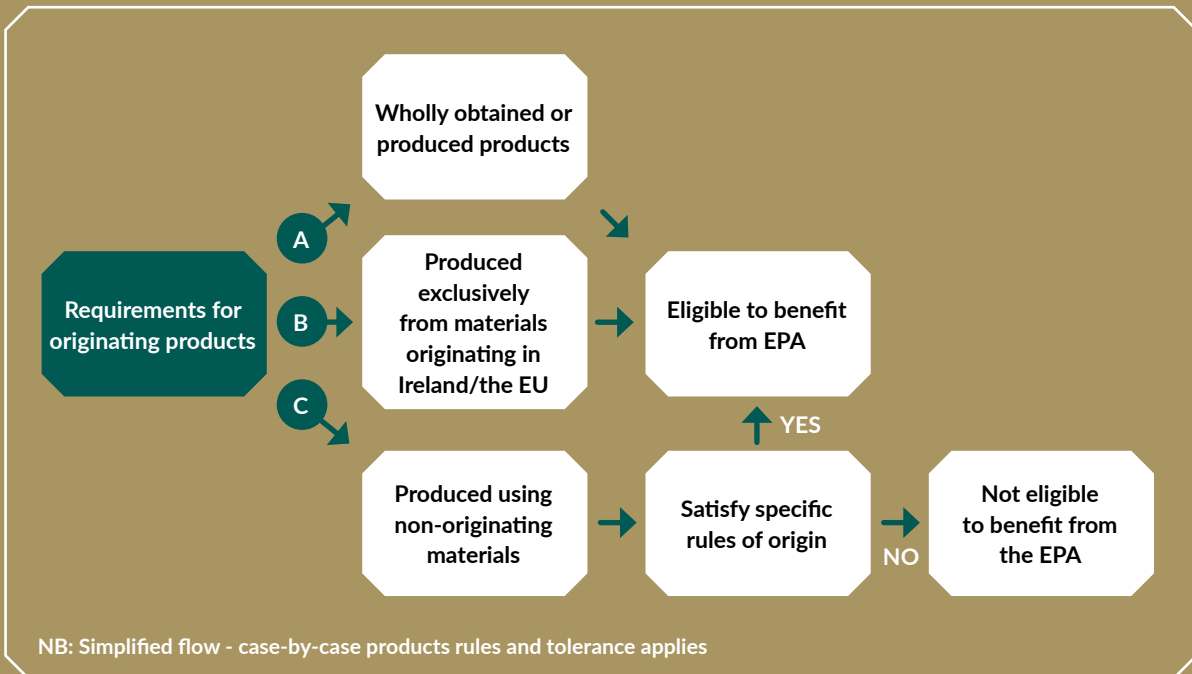 Wholly obtained or
produced products
A
Requirements for
originating products
B
Produced
exclusively
from materials
originating in
Ireland/the EU
Eligible to benefit
from EPA
C
YES
Produced using
non-originating
materials
Satisfy specific
rules of origin
NO
Not eligible
to benefit from
the EPA
NB: Simplified flow - case-by-case products rules and tolerance applies